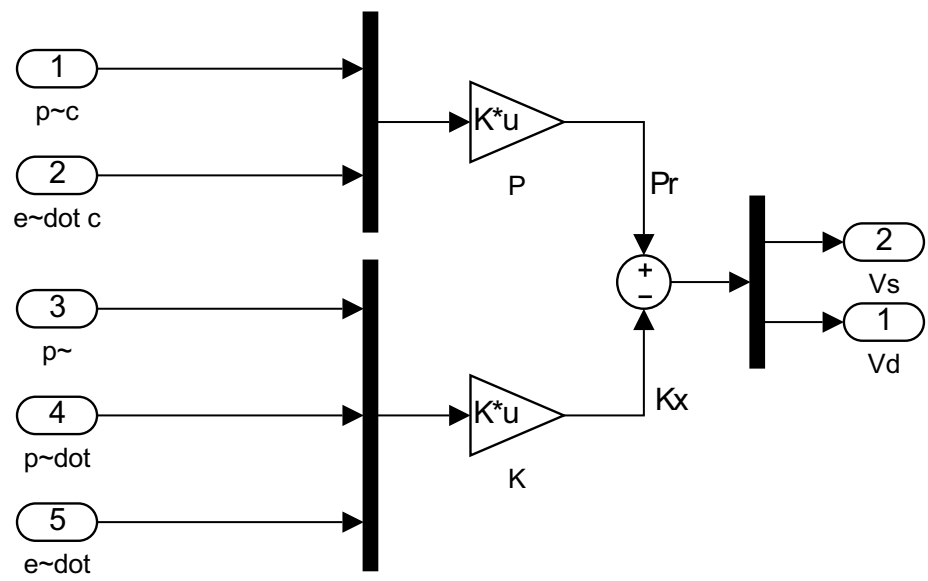 1
p~c
2
e~dot c
K*u
P
Pr
3
p~
4
p~dot
5
e~dot
K*u
K
Kx
+
−
2
Vs
1
Vd